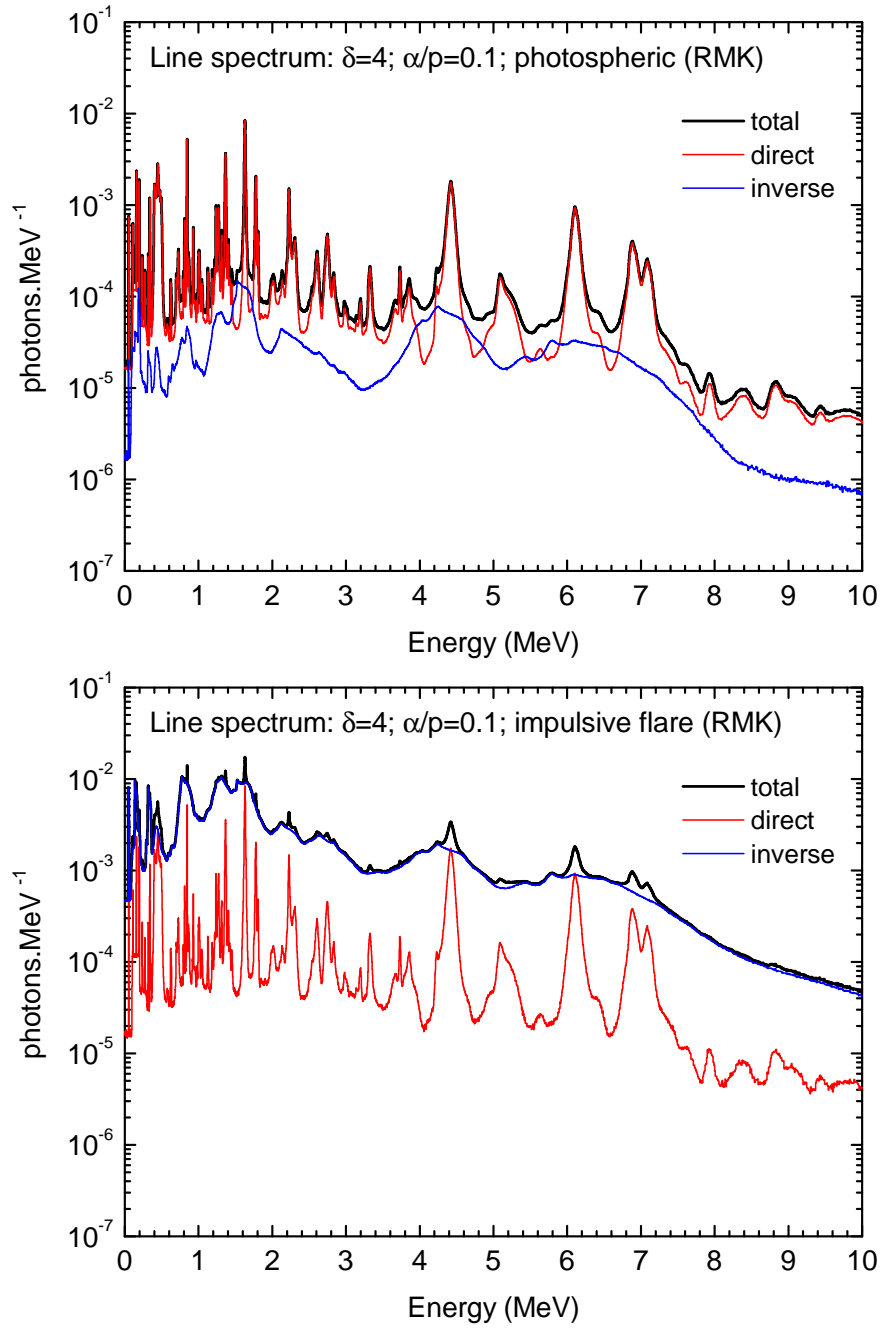 Line spectrum: δ=4; α/p=0.1; photospheric (RMK)
total
direct
inverse
photons.MeV⁻¹
10⁻¹
10⁻²
10⁻³
10⁻⁴
10⁻⁵
10⁻⁶
10⁻⁷
0 1 2 3 4 5 6 7 8 9 10
Energy (MeV)
Line spectrum: δ=4; α/p=0.1; impulsive flare (RMK)
total
direct
inverse
photons.MeV⁻¹
10⁻¹
10⁻²
10⁻³
10⁻⁴
10⁻⁵
10⁻⁶
10⁻⁷
0 1 2 3 4 5 6 7 8 9 10
Energy (MeV)